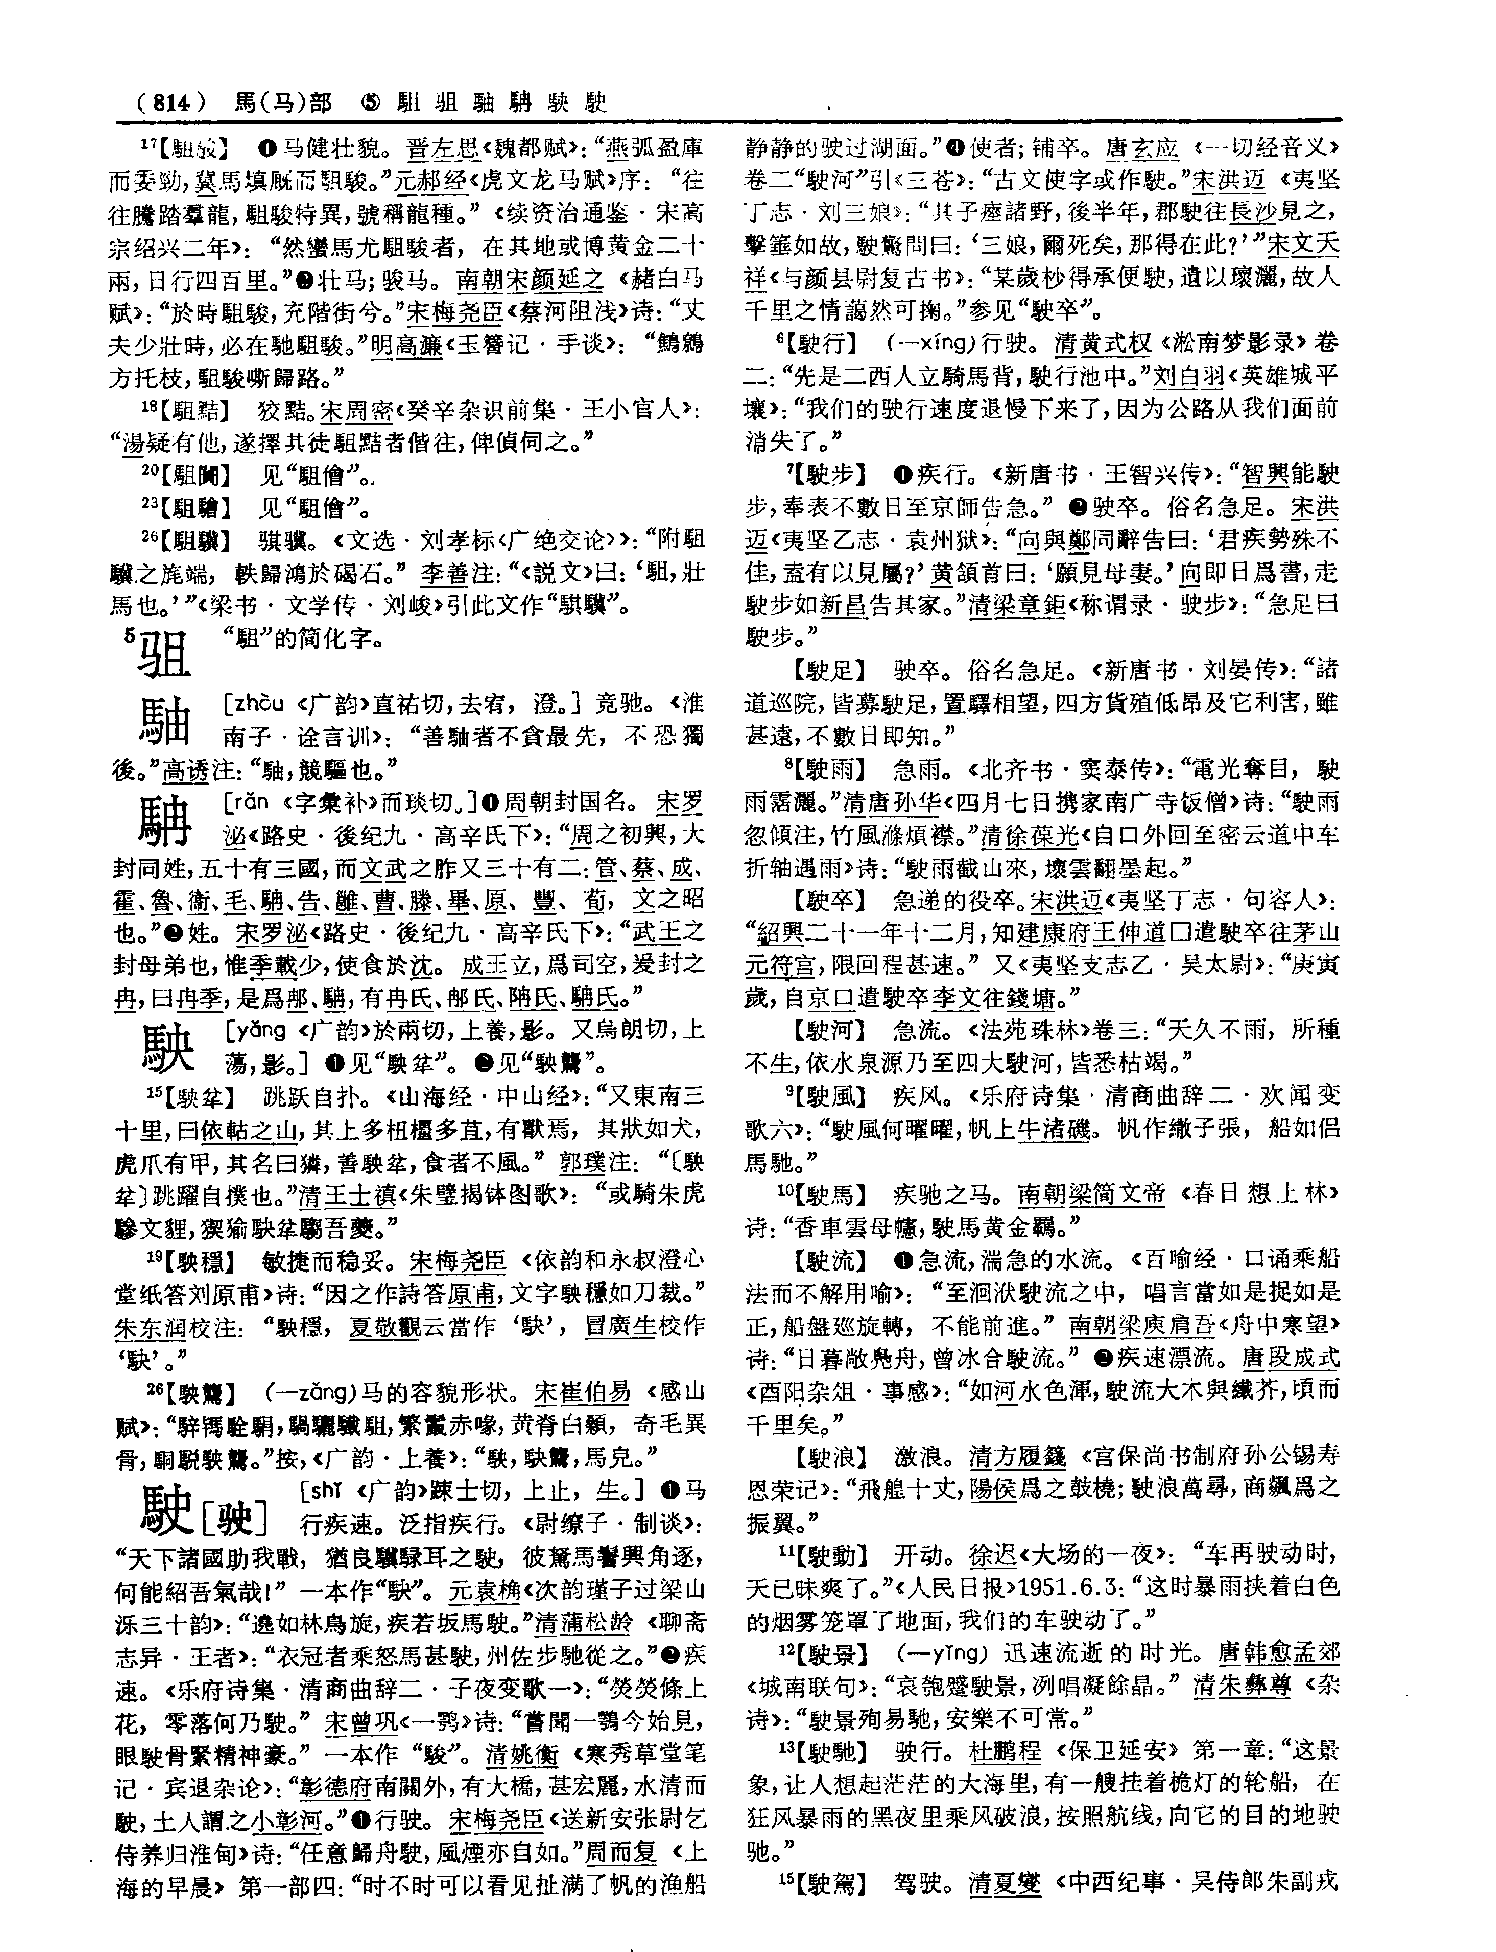 （814） 馬(马)部 ⑤ 駔 驵 駎 䮁 駚 駛
17【駔駿】 ❶马健壮貌。晋左思《魏都赋》：“燕弧盈庫
而委勁，冀馬填厩而駔駿。”元郝经《虎文龙马赋》序：“往
往騰踏羣龍，駔駿特異，號稱龍種。”《续资治通鉴·宋高
宗绍兴二年》：“然蠻馬尤駔駿者，在其地或博黄金二十
兩，日行四百里。”❷壮马；骏马。南朝宋颜延之《赭白马
赋》：“於時駔駿，充階街兮。”宋梅尧臣《蔡河阻浅》诗：“丈
夫少壯時，必在馳駔駿。”明高濂《玉簪记·手谈》：“鷦鷯
方托枝，駔駿嘶歸路。”
18【駔黠】 狡黠。宋周密《癸辛杂识前集·王小官人》：
“湯疑有他，遂擇其徒駔黠者偕往，俾偵伺之。”
20【駔闠】 见“駔儈”。
23【駔驓】 见“駔儈”。
26【駔驥】 骐骥。《文选·刘孝标〈广绝交论〉》：“附駔
驥之旄端，軼歸鴻於碣石。”李善注：“《説文》曰：‘駔，壯
馬也。’”《梁书·文学传·刘峻》引此文作“騏驥”。
5驵 “駔”的简化字。
駎 [zhòu《广韵》直祐切，去宥，澄。] 竞驰。《淮
南子·诠言训》：“善駎者不貪最先，不恐獨
後。”高诱注：“駎，競驅也。”
䮁 [rǎn《字彙补》而琰切。]❶周朝封国名。宋罗
泌《路史·後纪九·高辛氏下》：“周之初興，大
封同姓，五十有三國，而文武之胙又三十有二：管、蔡、成、
霍、魯、衞、毛、䮁、告、雝、曹、滕、畢、原、豐、荀，文之昭
也。”❷姓。宋罗泌《路史·後纪九·高辛氏下》：“武王之
封母弟也，惟季載少，使食於沈。成王立，爲司空，爰封之
冉，曰冉季，是爲𨙻、䮁，有冉氏、𨙻氏、䎃氏、䮁氏。”
駚 [yǎng《广韵》於兩切，上養，影。又烏朗切，上
蕩，影。] ❶见“駚坌”。❷见“駚䮳”。
15【駚坌】 跳跃自扑。《山海经·中山经》：“又東南三
十里，曰依軲之山，其上多杻橿多苴，有獸焉，其狀如犬，
虎爪有甲，其名曰獜，善駚坌，食者不風。”郭璞注：“〔駚
坌〕跳躍自撲也。”清王士禛《朱璧揭钵图歌》：“或騎朱虎
驂文貍，猰㺄駚坌騶吾夔。”
19【駚穩】 敏捷而稳妥。宋梅尧臣《依韵和永叔澄心
堂纸答刘原甫》诗：“因之作詩答原甫，文字駚穩如刀裁。”
朱东润校注：“駚穩，夏敬觀云當作‘駃’，冒廣生校作
‘駃’。”
26【駚䮳】 (—zǎng)马的容貌形状。宋崔伯易《感山
赋》：“騂䯄駩駽，騧驪驖駔，繁鬣赤喙，黄脊白顙，奇毛異
骨，駉駾駚䮳。”按，《广韵·上養》：“駚，駚䮳，馬皃。”
駛[驶] [shǐ《广韵》踈士切，上止，生。] ❶马
行疾速。泛指疾行。《尉缭子·制谈》：
“天下諸國助我戰，猶良驥騄耳之駛，彼駑馬鬐興角逐，
何能紹吾氣哉！”一本作“駃”。元袁桷《次韵瑾子过梁山
泺三十韵》：“逸如林鳥旋，疾若坂馬駛。”清蒲松龄《聊斋
志异·王者》：“衣冠者乘怒馬甚駛，州佐步馳從之。”❷疾
速。《乐府诗集·清商曲辞二·子夜变歌一》：“熒熒條上
花，零落何乃駛。”宋曾巩《一鹗》诗：“嘗聞一鶚今始見，
眼駛骨緊精神豪。”一本作“駿”。清姚衡《寒秀草堂笔
记·宾退杂论》：“彰德府南關外，有大橋，甚宏麗，水清而
駛，土人謂之小彰河。”❶行驶。宋梅尧臣《送新安张尉乞
侍养归淮甸》诗：“任意歸舟駛，風煙亦自如。”周而复《上
海的早晨》第一部四：“时不时可以看见扯满了帆的渔船
静静的驶过湖面。”❹使者；铺卒。唐玄应《一切经音义》
卷二“駛河”引《三苍》：“古文使字或作駛。”宋洪迈《夷坚
丁志·刘三娘》：“其子瘞諸野，後半年，郡駛往長沙見之，
擊箠如故，駛驚問曰：‘三娘，爾死矣，那得在此？’”宋文天
祥《与颜县尉复古书》：“某歲杪得承便駛，遺以瓌灑，故人
千里之情藹然可掬。”参见“駛卒”。
6【駛行】 (—xíng)行驶。清黄式权《淞南梦影录》卷
二：“先是二西人立騎馬背，駛行池中。”刘白羽《英雄城平
壤》：“我们的驶行速度退慢下来了，因为公路从我们面前
消失了。”
7【駛步】 ❶疾行。《新唐书·王智兴传》：“智興能駛
步，奉表不數日至京師告急。”❷駛卒。俗名急足。宋洪
迈《夷坚乙志·袁州狱》：“向與鄭同辭告曰：‘君疾勢殊不
佳，盍有以見屬？’黄頷首曰：‘願見母妻。’向即日爲書，走
駛步如新昌告其家。”清梁章鉅《称谓录·駛步》：“急足曰
駛步。”
【駛足】 駛卒。俗名急足。《新唐书·刘晏传》：“諸
道巡院，皆募駛足，置驛相望，四方貨殖低昂及它利害，雖
甚遠，不數日即知。”
8【駛雨】 急雨。《北齐书·窦泰传》：“電光奪目，駛
雨霑灑。”清唐孙华《四月七日携家南广寺饭僧》诗：“駛雨
忽傾注，竹風滌煩襟。”清徐葆光《自口外回至密云道中车
折轴遇雨》诗：“駛雨截山來，壞雲翻墨起。”
【駛卒】 急递的役卒。宋洪迈《夷坚丁志·句容人》：
“紹興二十一年十二月，知建康府王仲道□遣駛卒往茅山
元符宫，限回程甚速。”又《夷坚支志乙·吴太尉》：“庚寅
歲，自京口遣駛卒李文往錢塘。”
【駛河】 急流。《法苑珠林》卷三：“天久不雨，所種
不生，依水泉源乃至四大駛河，皆悉枯竭。”
9【駛風】 疾风。《乐府诗集·清商曲辞二·欢闻变
歌六》：“駛風何曜曜，帆上牛渚磯。帆作繖子張，船如侣
馬馳。”
10【駛馬】 疾驰之马。南朝梁简文帝《春日想上林》
诗：“香車雲母幰，駛馬黄金羈。”
【駛流】 ❶急流，湍急的水流。《百喻经·口诵乘船
法而不解用喻》：“至洄洑駛流之中，唱言當如是捉如是
正，船盤廻旋轉，不能前進。”南朝梁庾肩吾《舟中寒望》
诗：“日暮敞鳧舟，曾冰合駛流。”❷疾速漂流。唐段成式
《酉阳杂俎·事感》：“如河水色渾，駛流大木與纖芥，頃而
千里矣。”
【駛浪】 激浪。清方履籛《宫保尚书制府孙公锡寿
恩荣记》：“飛艎十丈，陽侯爲之鼓橈；駛浪萬尋，商飆爲之
振翼。”
11【駛動】 开动。徐迟《大场的一夜》：“车再驶动时，
天已昧爽了。”《人民日报》1951.6.3：“这时暴雨挟着白色
的烟雾笼罩了地面，我们的车驶动了。”
12【駛景】 (—yǐng) 迅速流逝的时光。唐韩愈孟郊
《城南联句》：“哀匏蹙駛景，冽唱凝餘晶。”清朱彝尊《杂
诗》：“駛景殉易馳，安樂不可常。”
13【駛馳】 驶行。杜鹏程《保卫延安》第一章：“这景
象，让人想起茫茫的大海里，有一艘挂着桅灯的轮船，在
狂风暴雨的黑夜里乘风破浪，按照航线，向它的目的地驶
驰。”
15【駛駕】 驾驶。清夏燮《中西纪事·吴侍郎朱副戎